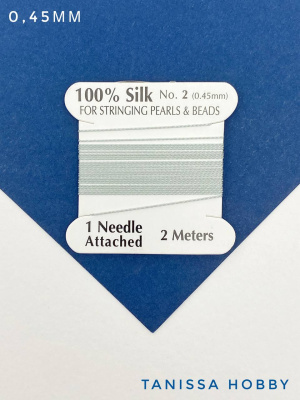 0,45MM
100% Silk No. 2 (0.45mm)
FOR STRINGING PEARLS & BEADS
1 Needle
Attached 2 Meters
TANISSA HOBBY